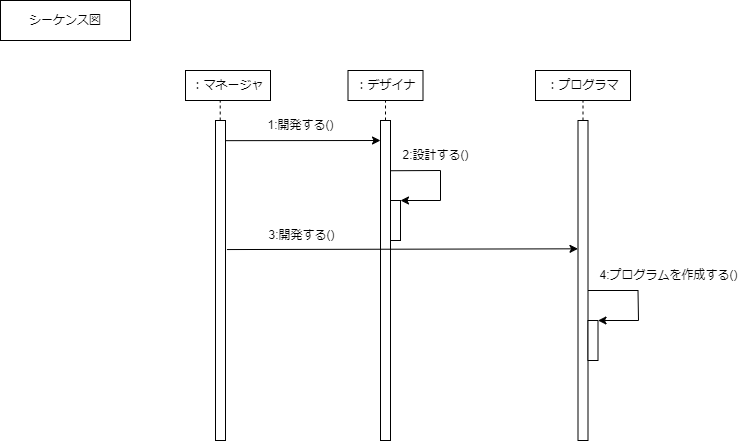 シーケンス図
：マネージャ
：デザイナ
：プログラマ
1:開発する()
2:設計する()
3:開発する()
4:プログラムを作成する()